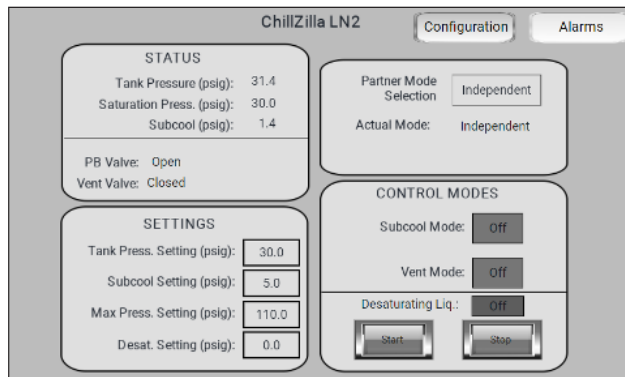 ChillZilla LN2
Configuration
Alarms
STATUS
Tank Pressure (psig): 31.4
Saturation Press. (psig): 30.0
Subcool (psig): 1.4
PB Valve: Open
Vent Valve: Closed
Partner Mode
Selection
Independent
Actual Mode: Independent
SETTINGS
Tank Press. Setting (psig): 30.0
Subcool Setting (psig): 5.0
Max Press. Setting (psig): 110.0
Desat. Setting (psig): 0.0
CONTROL MODES
Subcool Mode: Off
Vent Mode: Off
Desaturating Liq.: Off
Start
Stop